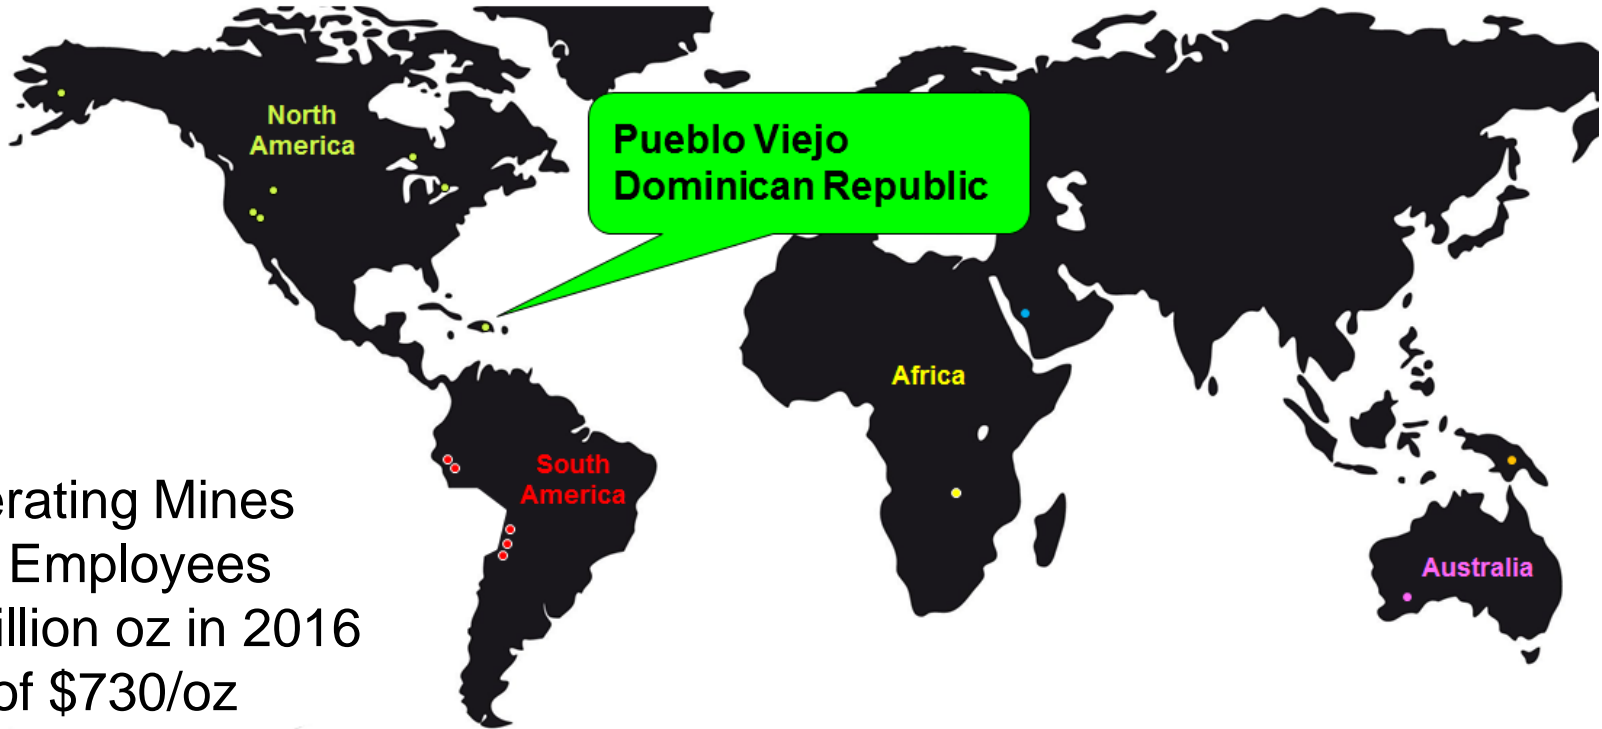 North
America
Pueblo Viejo
Dominican Republic
Africa
South
America
Australia
erating Mines
Employees
illion oz in 2016
of $730/oz